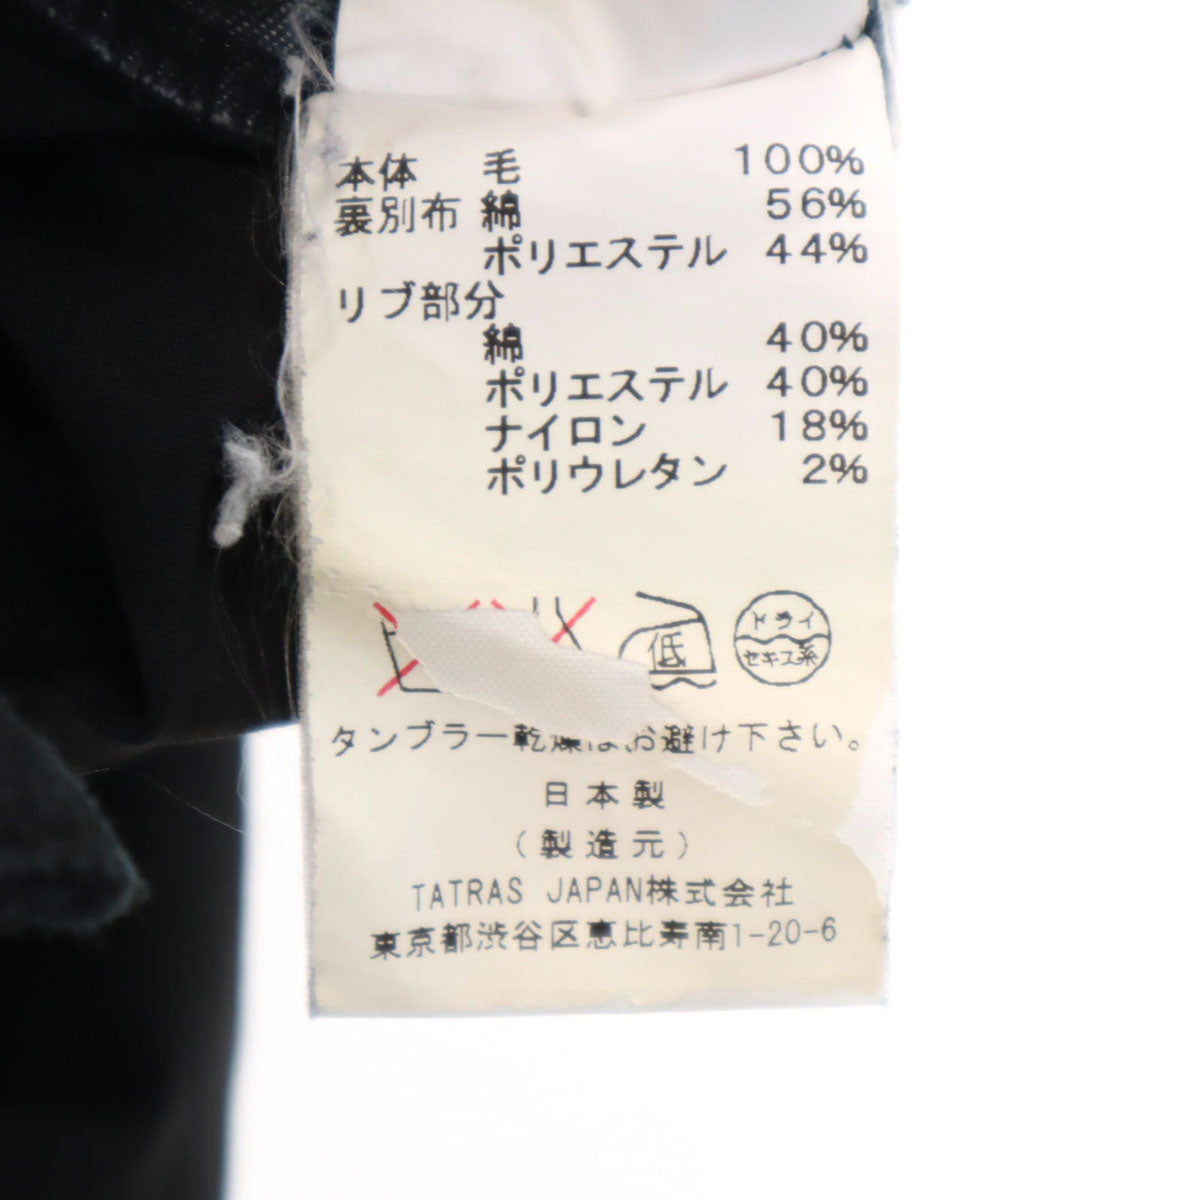 本体 毛 100%
裏別布 綿 56%
ポリエステル 44%
リブ部分
綿 40%
ポリエステル 40%
ナイロン 18%
ポリウレタン 2%
低 ドライ
セキユ系
タンブラー乾燥はお避け下さい。
日本製
(製造元)
TATRAS JAPAN株式会社
東京都渋谷区恵比寿南1-20-6